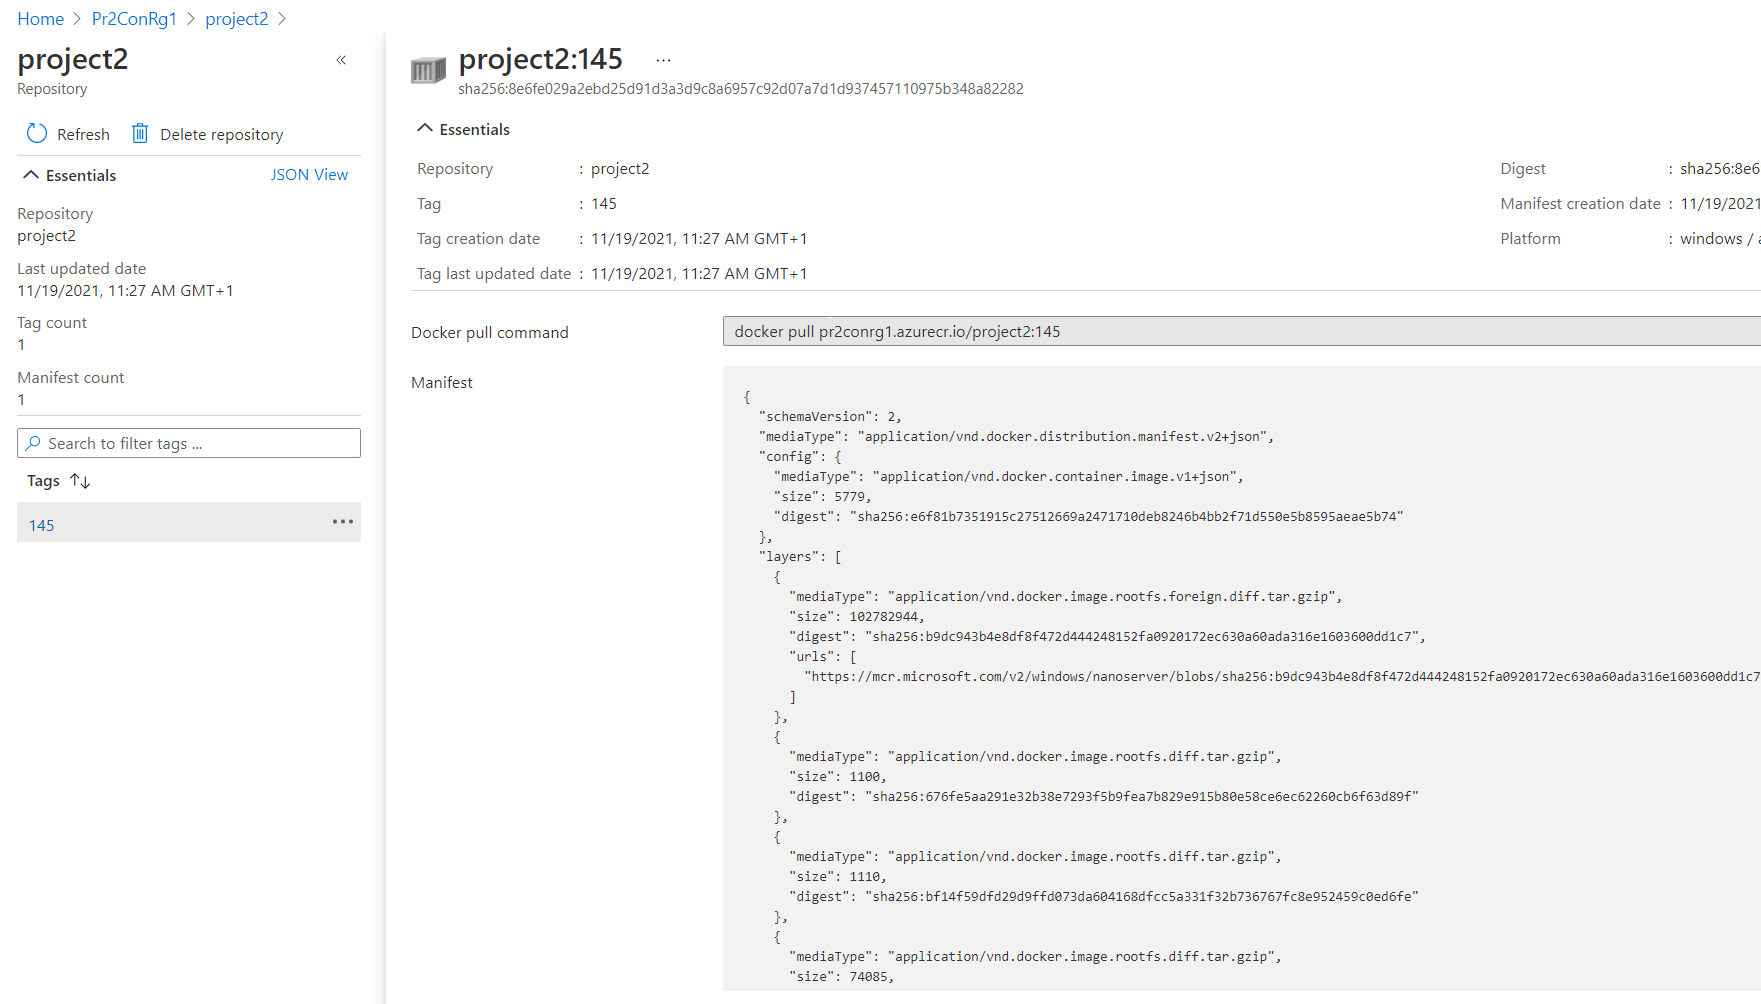 Home > Pr2ConRg1 > project2 >
project2
Repository
Refresh Delete repository
Essentials JSON View
Repository
project2
Last updated date
11/19/2021, 11:27 AM GMT+1
Tag count
1
Manifest count
1
Search to filter tags ...
Tags
145
project2:145
sha256:8e6fe029a2ebd25d91d3a3d9c8a6957c92d07a7d1d937457110975b348a82282
Essentials
Repository : project2
Tag : 145
Tag creation date : 11/19/2021, 11:27 AM GMT+1
Tag last updated date : 11/19/2021, 11:27 AM GMT+1
Digest : sha256:8e6
Manifest creation date : 11/19/2021
Platform : windows /
Docker pull command docker pull pr2conrg1.azurecr.io/project2:145
Manifest
{
"schemaVersion": 2,
"mediaType": "application/vnd.docker.distribution.manifest.v2+json",
"config": {
"mediaType": "application/vnd.docker.container.image.v1+json",
"size": 5779,
"digest": "sha256:e6f81b7351915c27512669a2471710deb8246b4bb2f71d550e5b8595aeae5b74"
},
"layers": [
{
"mediaType": "application/vnd.docker.image.rootfs.foreign.diff.tar.gzip",
"size": 102782944,
"digest": "sha256:b9dc943b4e8df8f472d444248152fa0920172ec630a60ada316e1603600dd1c7",
"urls": [
"https://mcr.microsoft.com/v2/windows/nanoserver/blobs/sha256:b9dc943b4e8df8f472d444248152fa0920172ec630a60ada316e1603600dd1c7
]
},
{
"mediaType": "application/vnd.docker.image.rootfs.diff.tar.gzip",
"size": 1100,
"digest": "sha256:676fe5aa291e32b38e7293f5b9fea7b829e915b80e58ce6ec62260cb6f63d89f"
},
{
"mediaType": "application/vnd.docker.image.rootfs.diff.tar.gzip",
"size": 1110,
"digest": "sha256:bf14f59dfd29d9ffd073da604168dfcc5a331f32b736767fc8e952459c0ed6fe"
},
{
"mediaType": "application/vnd.docker.image.rootfs.diff.tar.gzip",
"size": 74085,